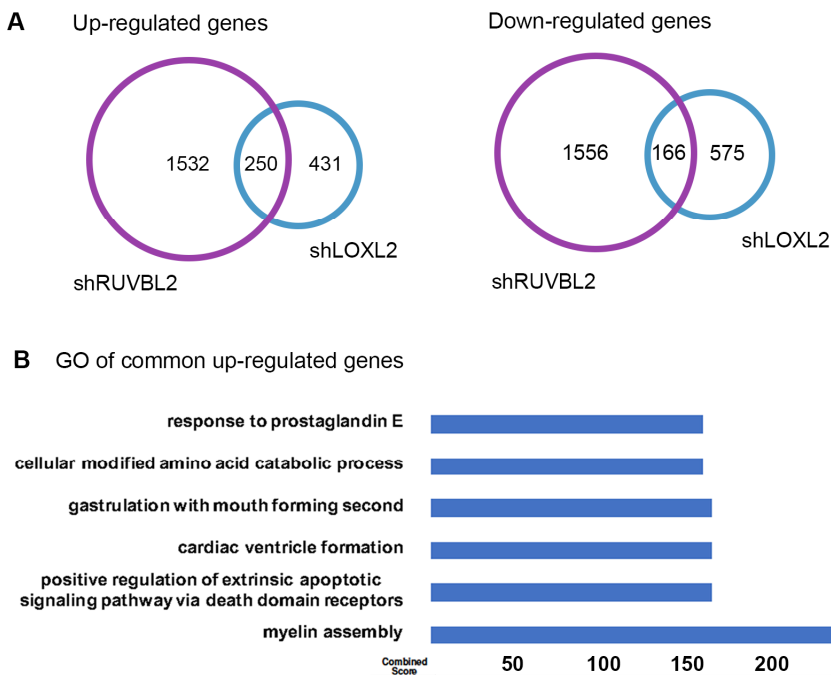 A Up-regulated genes
Down-regulated genes
1532 250 431
1556 166 575
shLOXL2
shRUVBL2
shLOXL2
shRUVBL2
B GO of common up-regulated genes
response to prostaglandin E
cellular modified amino acid catabolic process
gastrulation with mouth forming second
cardiac ventricle formation
positive regulation of extrinsic apoptotic
signaling pathway via death domain receptors
myelin assembly
Combined
Score
50 100 150 200